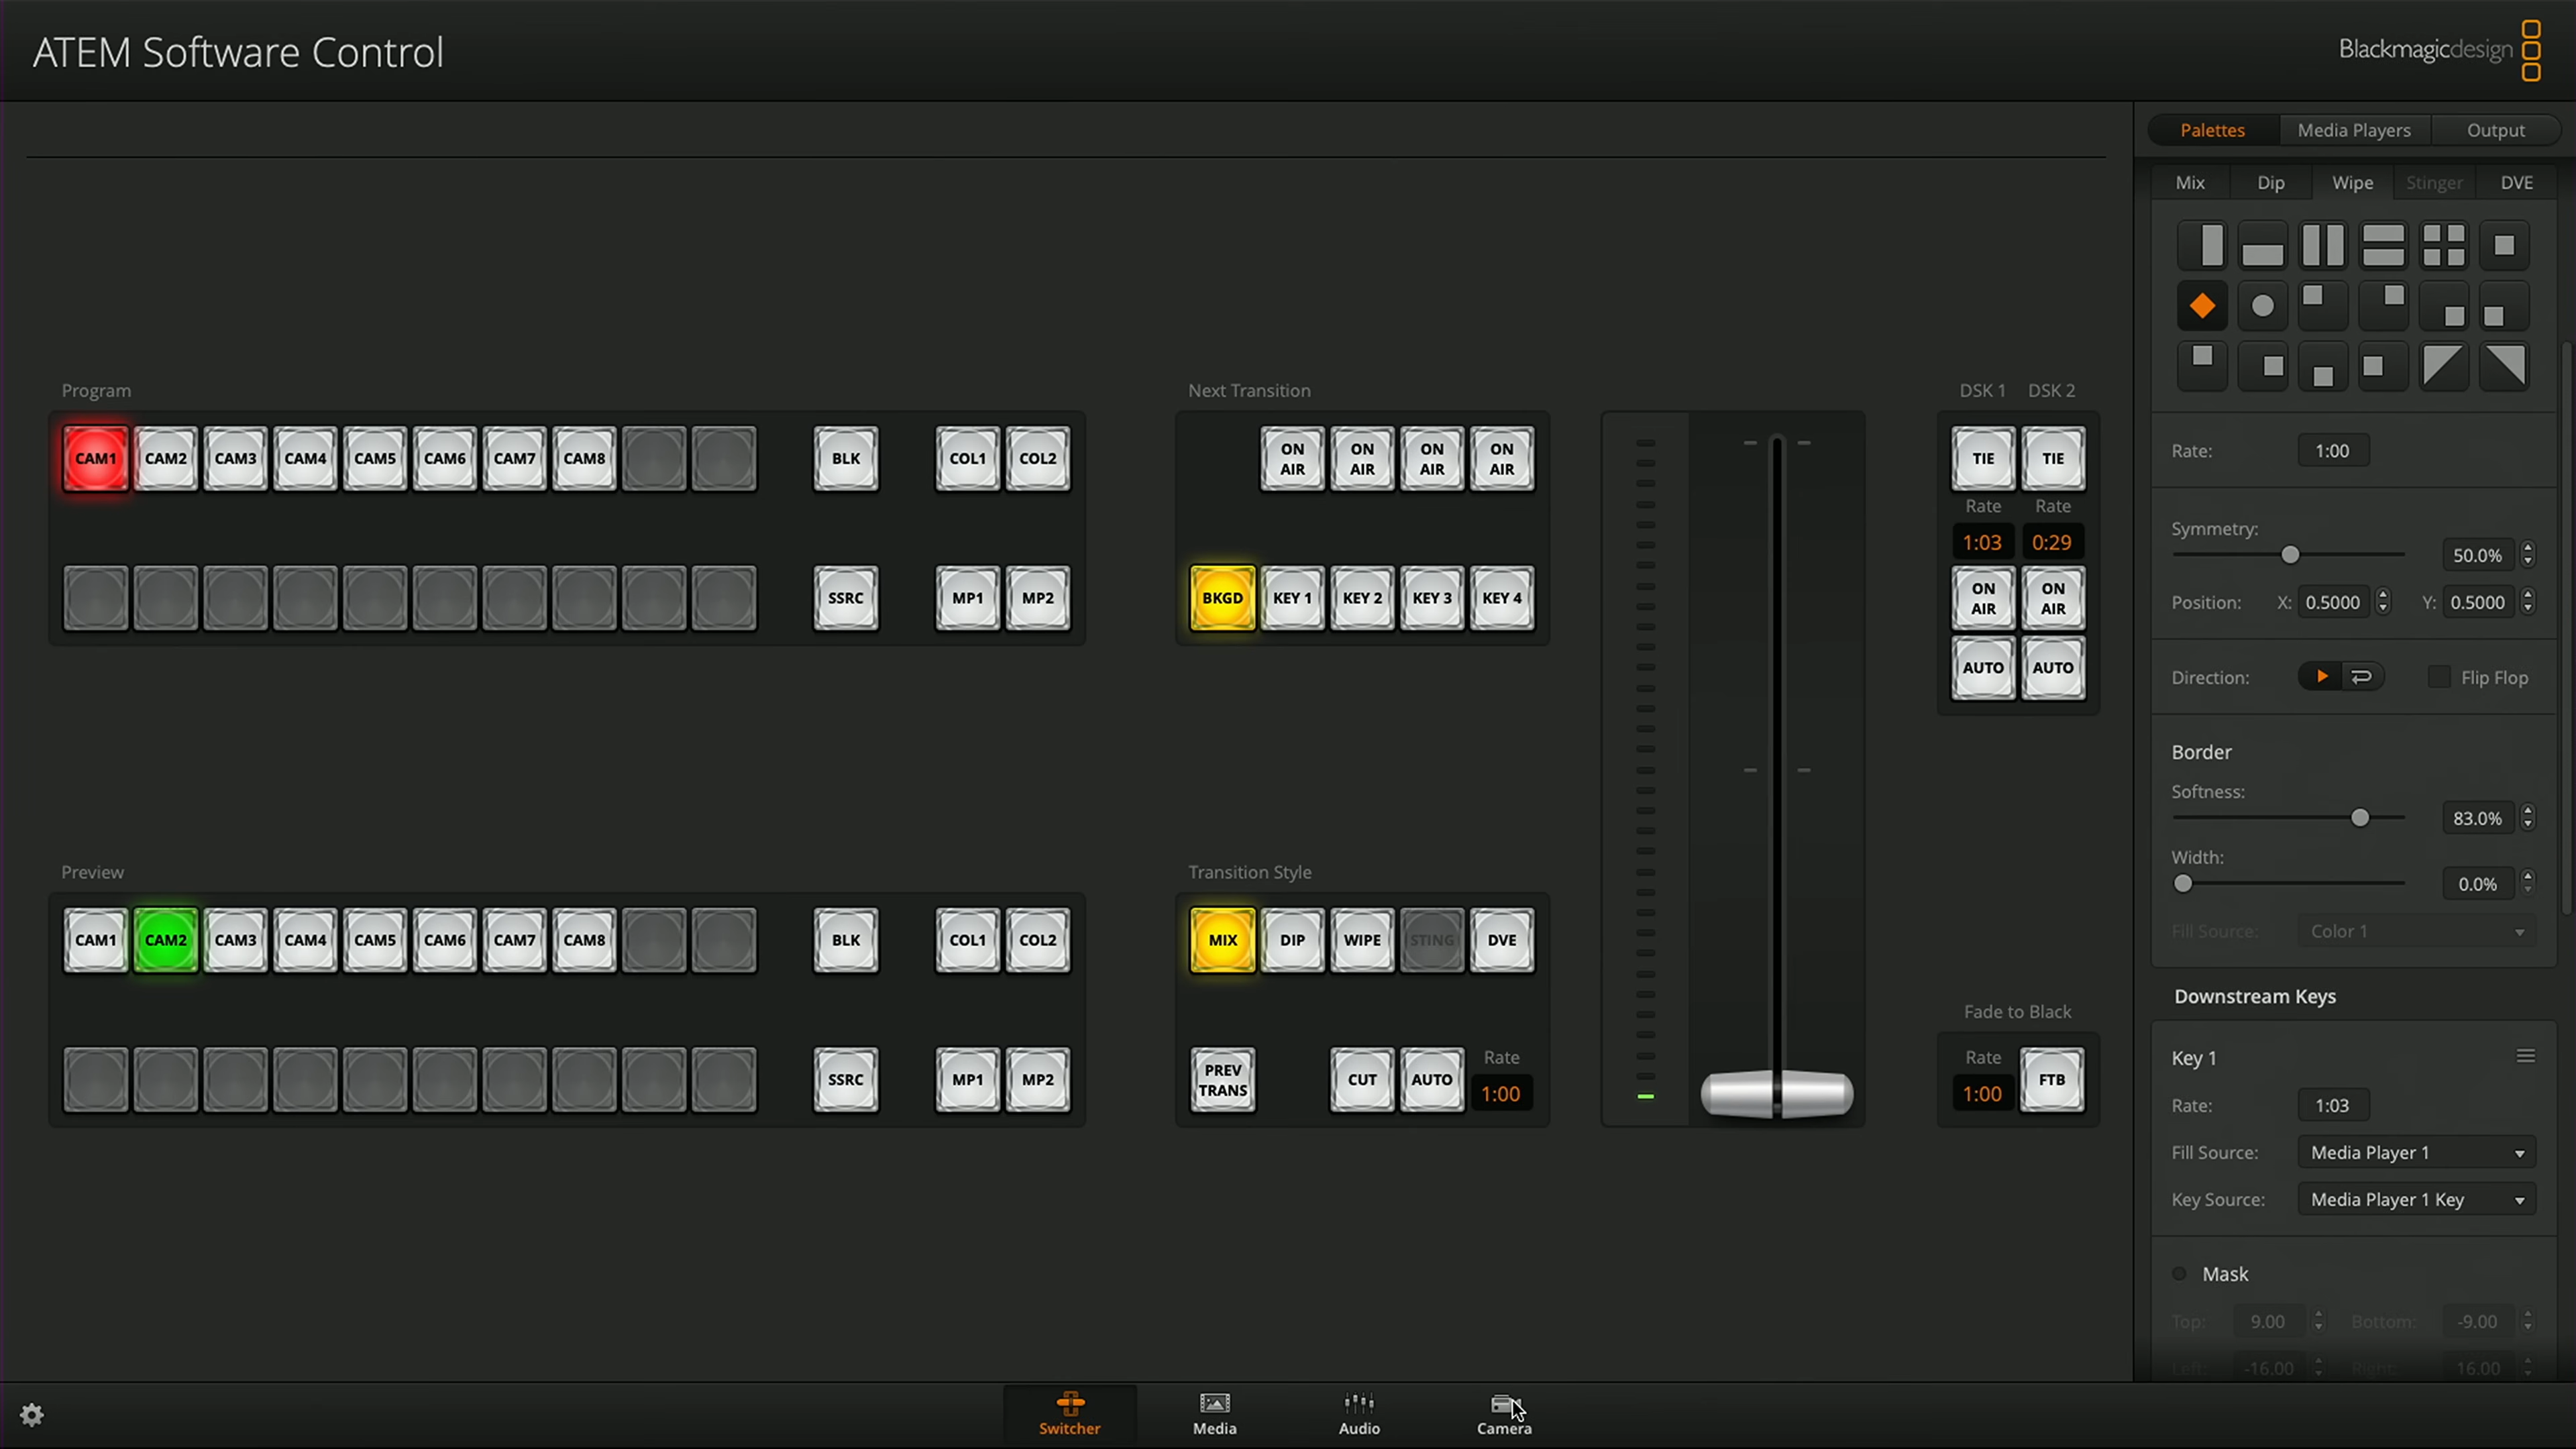 ATEM Software Control
Blackmagicdesign
Palettes Media Players Output
Mix Dip Wipe Stinger DVE
Rate: 1:00
Symmetry:
50.0%
Position: X: 0.5000 Y: 0.5000
Direction: Flip Flop
Border
Softness:
83.0%
Width:
0.0%
Fill Source: Color 1
Downstream Keys
Key 1
Rate: 1:03
Fill Source: Media Player 1
Key Source: Media Player 1 Key
Mask
Top: 9.00 Bottom: -9.00
Left: -16.00 Right: 16.00
Program
CAM1 CAM2 CAM3 CAM4 CAM5 CAM6 CAM7 CAM8 BLK COL1 COL2
SSRC MP1 MP2
Next Transition
ON AIR ON AIR ON AIR ON AIR
BKGD KEY 1 KEY 2 KEY 3 KEY 4
DSK 1 DSK 2
TIE TIE
Rate Rate
1:03 0:29
ON AIR ON AIR
AUTO AUTO
Preview
CAM1 CAM2 CAM3 CAM4 CAM5 CAM6 CAM7 CAM8 BLK COL1 COL2
SSRC MP1 MP2
Transition Style
MIX DIP WIPE STING DVE
PREV TRANS CUT AUTO Rate 1:00
Fade to Black
Rate
1:00 FTB
Switcher Media Audio Camera